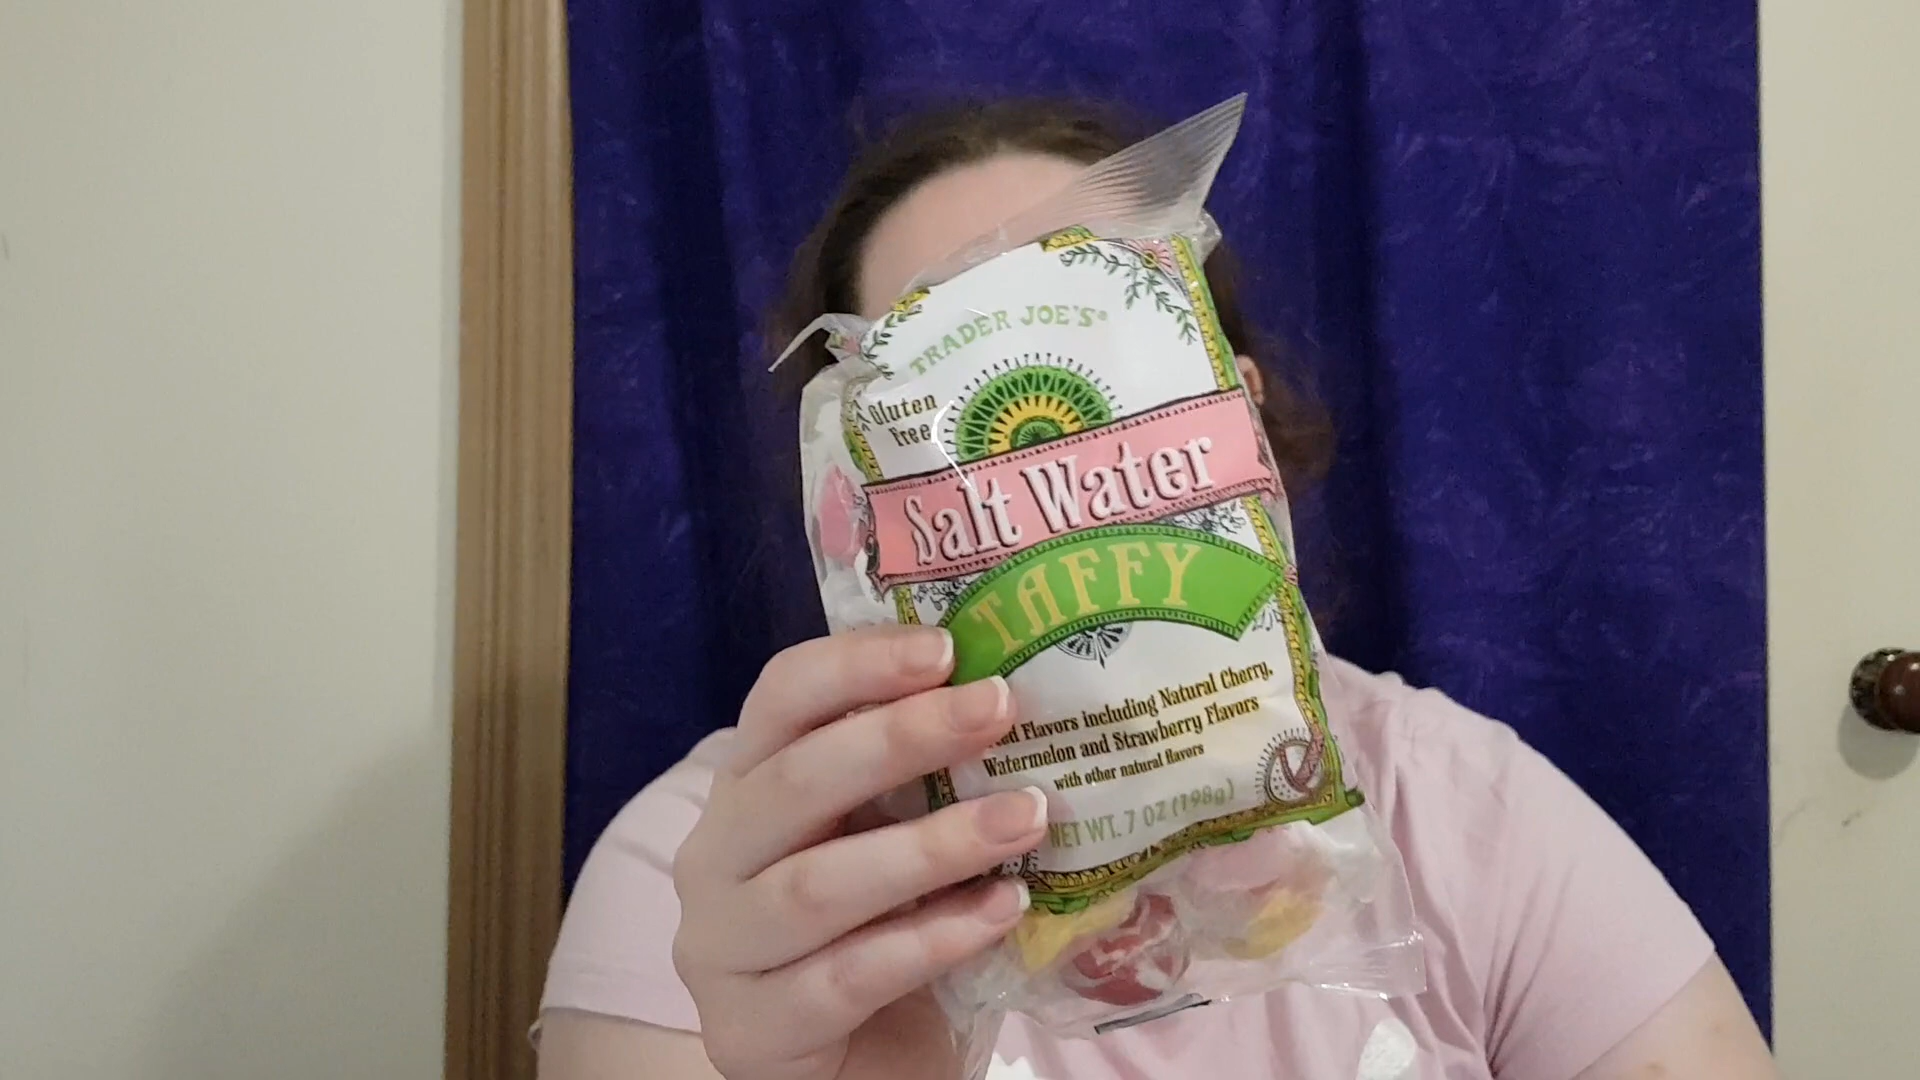 TRADER JOE'S®
Gluten
Free
Salt Water
TAFFY
Flavors including Natural Cherry,
Watermelon and Strawberry Flavors
with other natural flavors
NET WT. 7 OZ (198g)